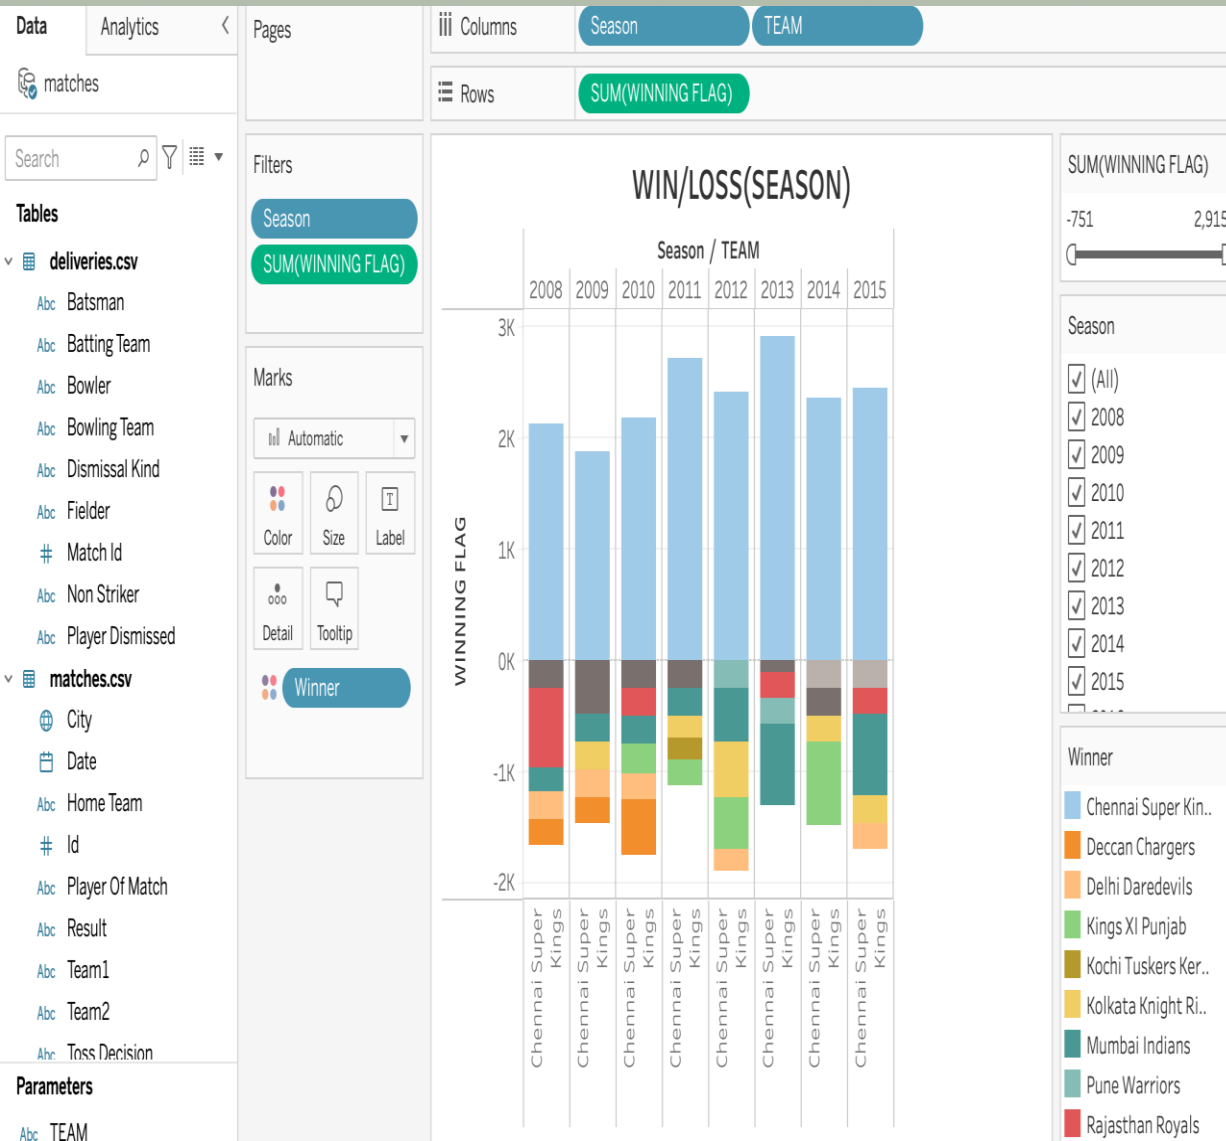 Data
Analytics
Pages
Columns
Season
TEAM
matches
Rows
SUM(WINNING FLAG)
Search
Tables
deliveries.csv
Abc Batsman
Abc Batting Team
Abc Bowler
Abc Bowling Team
Abc Dismissal Kind
Abc Fielder
# Match Id
Abc Non Striker
Abc Player Dismissed
matches.csv
City
Date
Abc Home Team
# Id
Abc Player Of Match
Abc Result
Abc Team1
Abc Team2
Abc Toss Decision
Parameters
Abc TEAM
Filters
Season
SUM(WINNING FLAG)
Marks
Automatic
Color
Size
T
Label
Detail
Tooltip
Winner
WIN/LOSS(SEASON)
Season / TEAM
2008 2009 2010 2011 2012 2013 2014 2015
WINNING FLAG
3K
2K
1K
0K
-1K
-2K
Chennai Super
Kings
Chennai Super
Kings
Chennai Super
Kings
Chennai Super
Kings
Chennai Super
Kings
Chennai Super
Kings
Chennai Super
Kings
Chennai Super
Kings
SUM(WINNING FLAG)
-751 2,915
Season
(All)
2008
2009
2010
2011
2012
2013
2014
2015
Winner
Chennai Super Kin..
Deccan Chargers
Delhi Daredevils
Kings XI Punjab
Kochi Tuskers Ker..
Kolkata Knight Ri..
Mumbai Indians
Pune Warriors
Rajasthan Royals